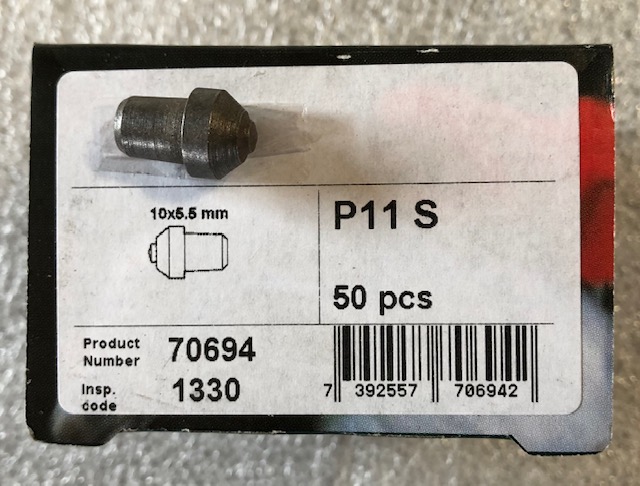 10x5.5 mm
P11 S
50 pcs
Product
Number 70694
Insp.
code 1330
7 392557 706942